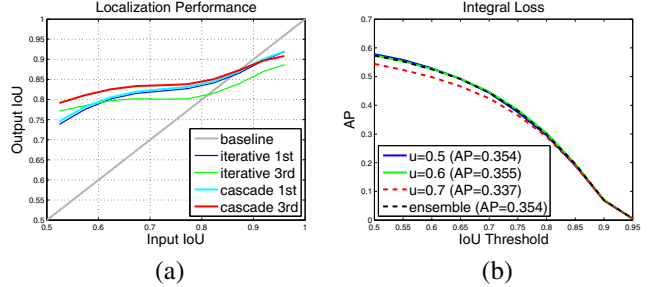 Localization Performance
1
0.95
0.9
0.85
0.8
0.75
0.7
0.65
0.6
0.55
0.5
Output IoU
baseline
iterative 1st
iterative 3rd
cascade 1st
cascade 3rd
0.5 0.6 0.7 0.8 0.9 1
Input IoU
(a)
Integral Loss
0.7
0.6
0.5
0.4
0.3
0.2
0.1
0
AP
u=0.5 (AP=0.354)
u=0.6 (AP=0.355)
u=0.7 (AP=0.337)
ensemble (AP=0.354)
0.5 0.55 0.6 0.65 0.7 0.75 0.8 0.85 0.9 0.95
IoU Threshold
(b)